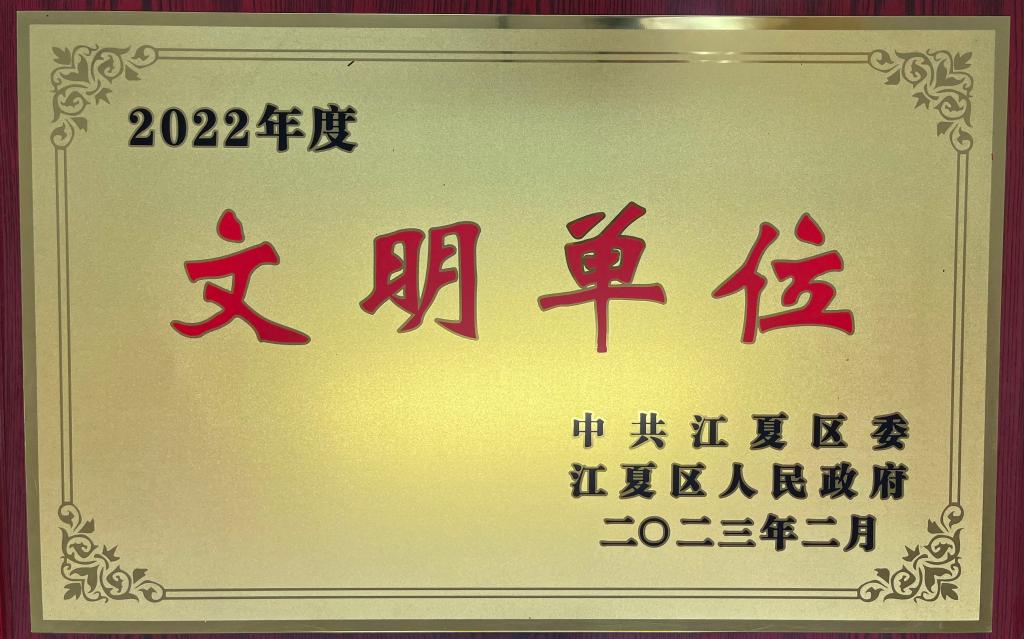 2022年度
文明单位
中共江夏区委
江夏区人民政府
二〇二三年二月